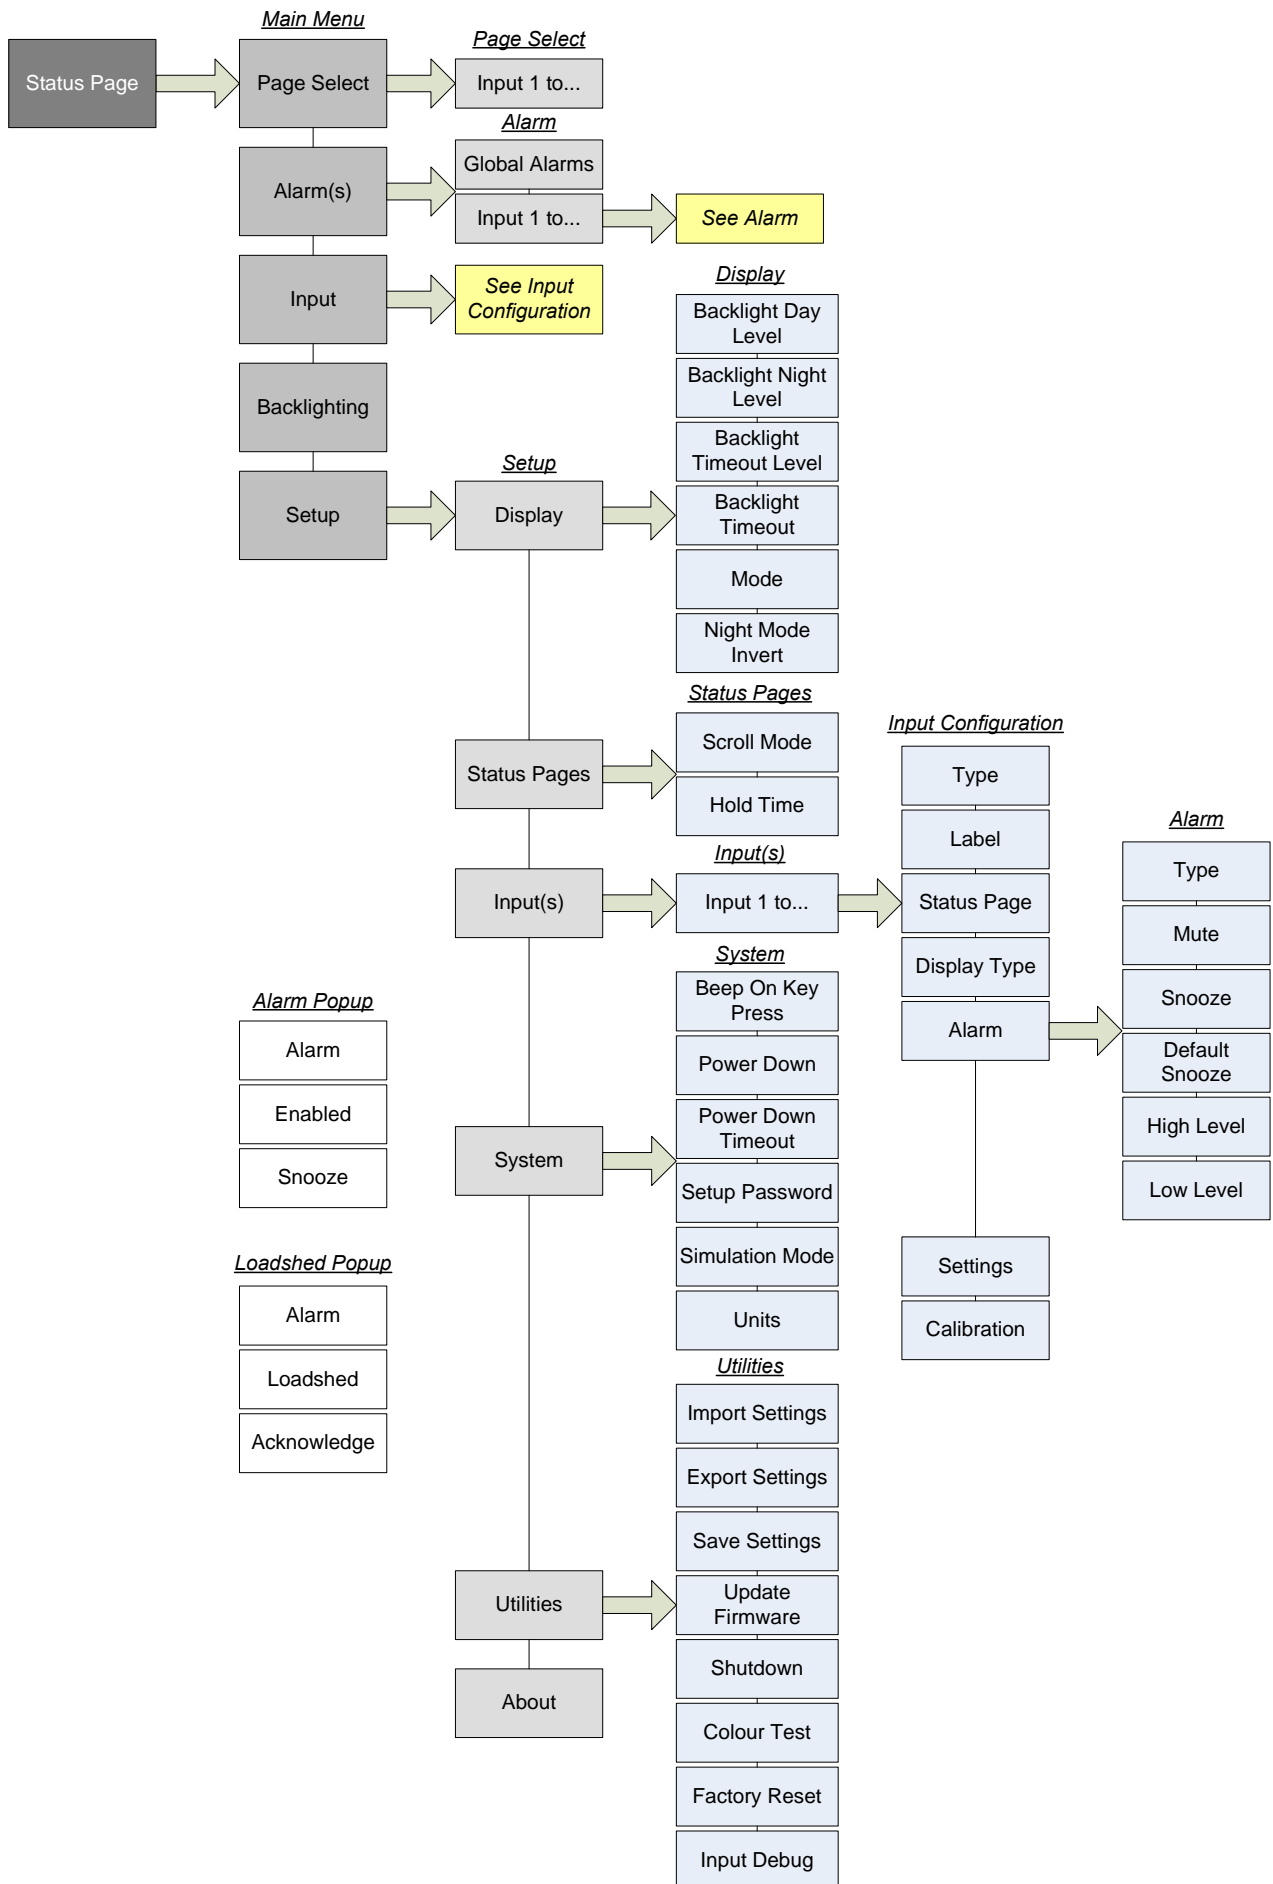 Main Menu
Status Page
Page Select
Page Select
Input 1 to...
Alarm
Alarm(s)
Global Alarms
Input 1 to...
See Alarm
Input
See Input
Configuration
Backlighting
Setup
Setup
Display
Display
Backlight Day
Level
Backlight Night
Level
Backlight
Timeout Level
Backlight
Timeout
Mode
Night Mode
Invert
Status Pages
Status Pages
Scroll Mode
Hold Time
Input(s)
Input(s)
Input 1 to...
Input Configuration
Type
Label
Status Page
Display Type
Alarm
Settings
Calibration
Alarm
Type
Mute
Snooze
Default
Snooze
High Level
Low Level
System
System
Beep On Key
Press
Power Down
Power Down
Timeout
Setup Password
Simulation Mode
Units
Alarm Popup
Alarm
Enabled
Snooze
Loadshed Popup
Alarm
Loadshed
Acknowledge
Utilities
Utilities
Import Settings
Export Settings
Save Settings
Update
Firmware
Shutdown
Colour Test
Factory Reset
Input Debug
About